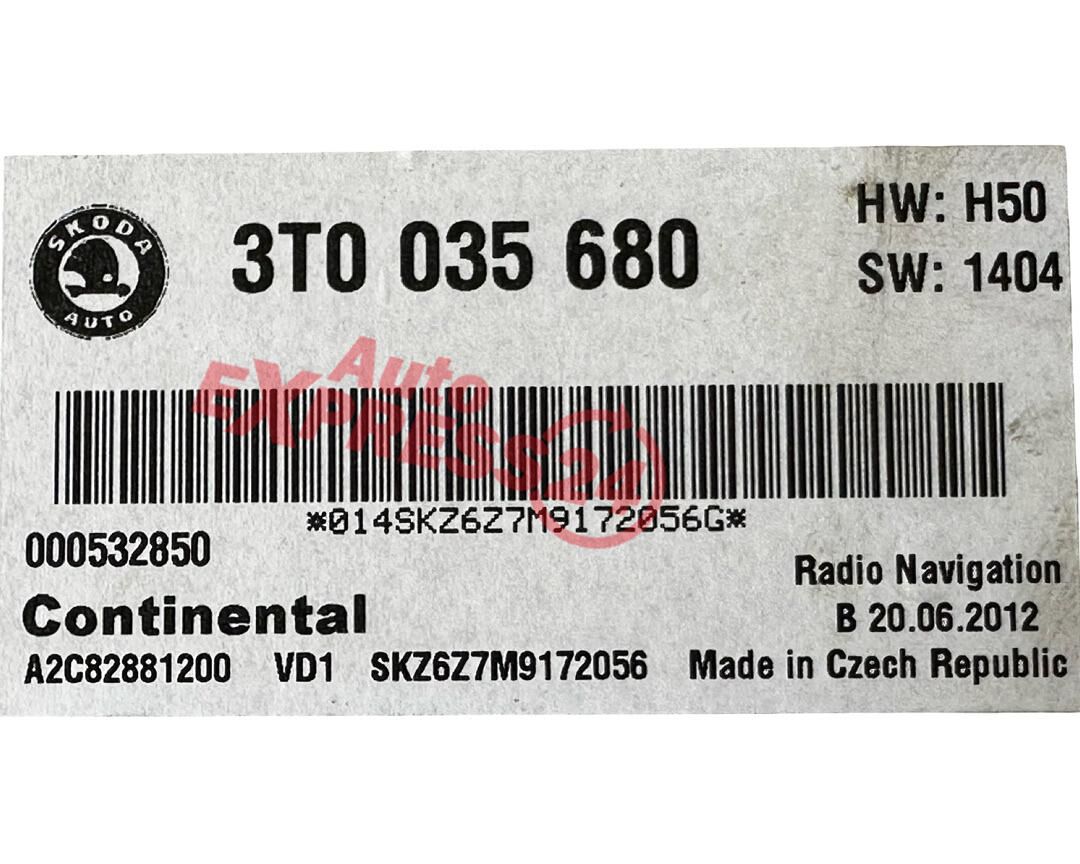 SKODA
AUTO
3T0 035 680
HW: H50
SW: 1404
Auto
EXPRESS24
*014SKZ6Z7M9172056G*
000532850
Continental
A2C82881200 VD1 SKZ6Z7M9172056
Radio Navigation
B 20.06.2012
Made in Czech Republic